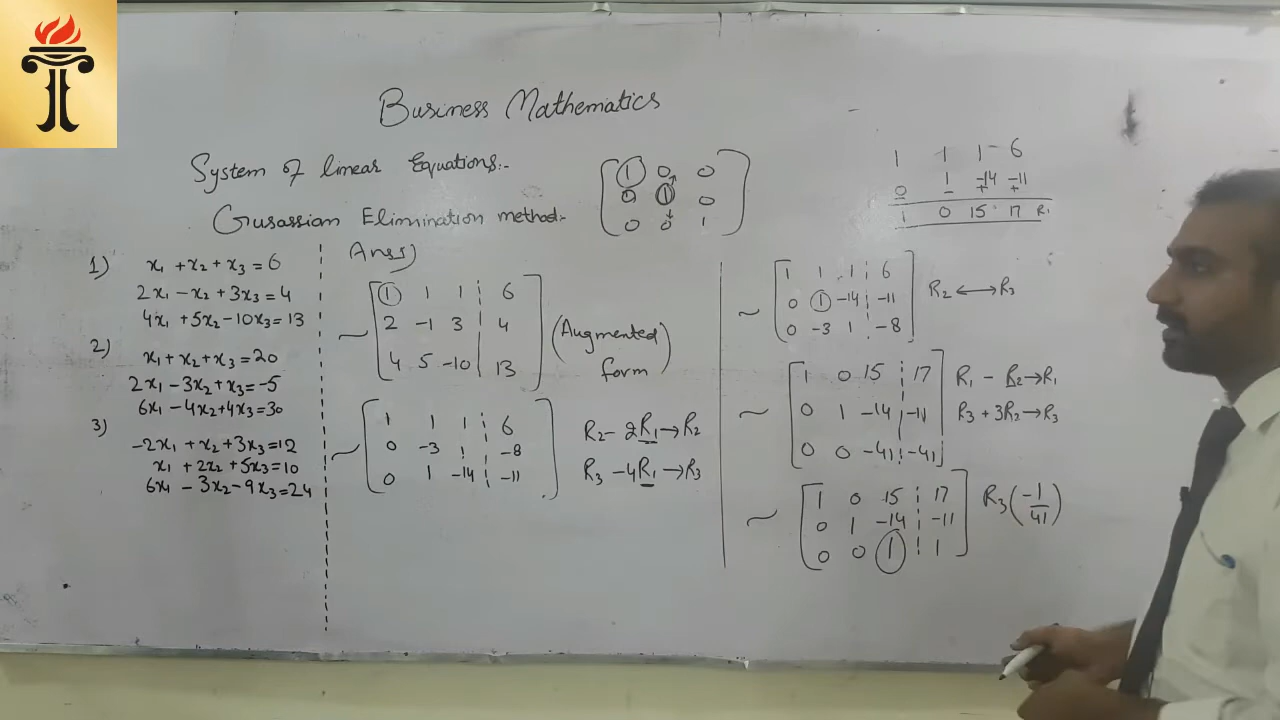 Business Mathematics
System of linear Equations:-
Gusassian Elimination method:-
1 0 0
0 1 0
0 0 1
1 1 1 6
0 1 -14 -11
- + +
1 0 15 17 R1
1) x1 + x2 + x3 = 6
2x1 - x2 + 3x3 = 4
4x1 + 5x2 - 10x3 = 13
2) x1 + x2 + x3 = 20
2x1 - 3x2 + x3 = -5
6x1 - 4x2 + 4x3 = 30
3) -2x1 + x2 + 3x3 = 12
x1 + 2x2 + 5x3 = 10
6x1 - 3x2 - 9x3 = 24
Ans)
~ 1 1 1 6
2 -1 3 4
4 5 -10 13
(Augmented form)
~ 1 1 1 6
0 -3 1 -8
0 1 -14 -11
R2 - 2R1 → R2
R3 - 4R1 → R3
~ 1 1 1 6
0 1 -14 -11
0 -3 1 -8
R2 ↔ R3
~ 1 0 15 17
0 1 -14 -11
0 0 -41 -41
R1 - R2 → R1
R3 + 3R2 → R3
~ 1 0 15 17
0 1 -14 -11
0 0 1 1
R3 (-1/41)